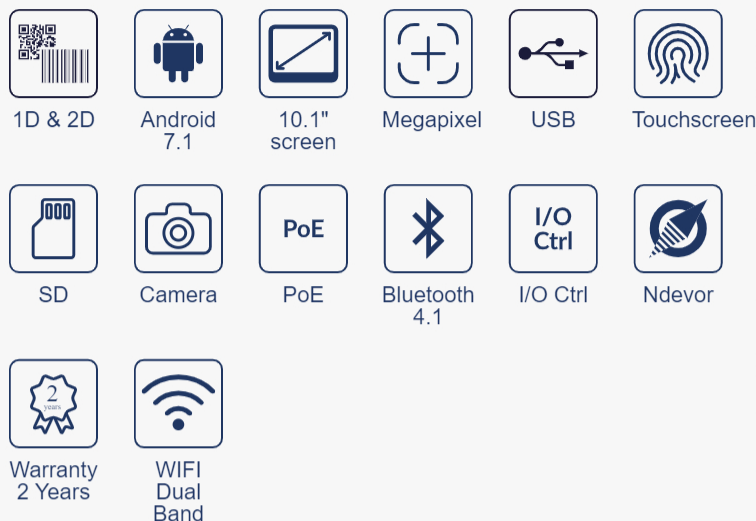 1D & 2D
Android
7.1
10.1"
screen
Megapixel
USB
Touchscreen
PoE
I/O
Ctrl
SD
Camera
PoE
Bluetooth
4.1
I/O Ctrl
Ndevor
2
years
Warranty
2 Years
WIFI
Dual
Band